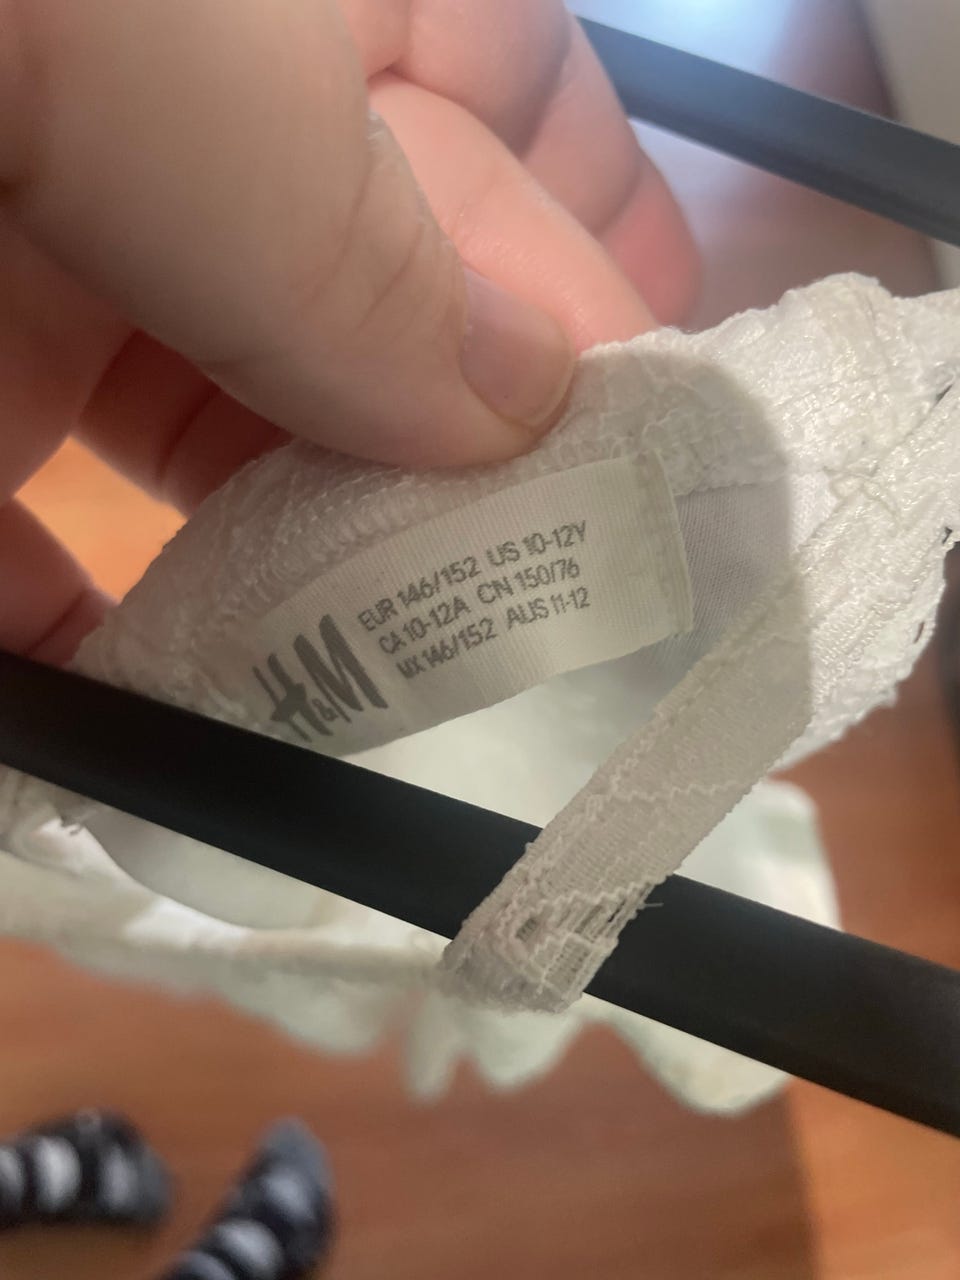 H&M
EUR 146/152 US 10-12Y
CA 10-12A CN 150/76
MX 146/152 AUS 11-12